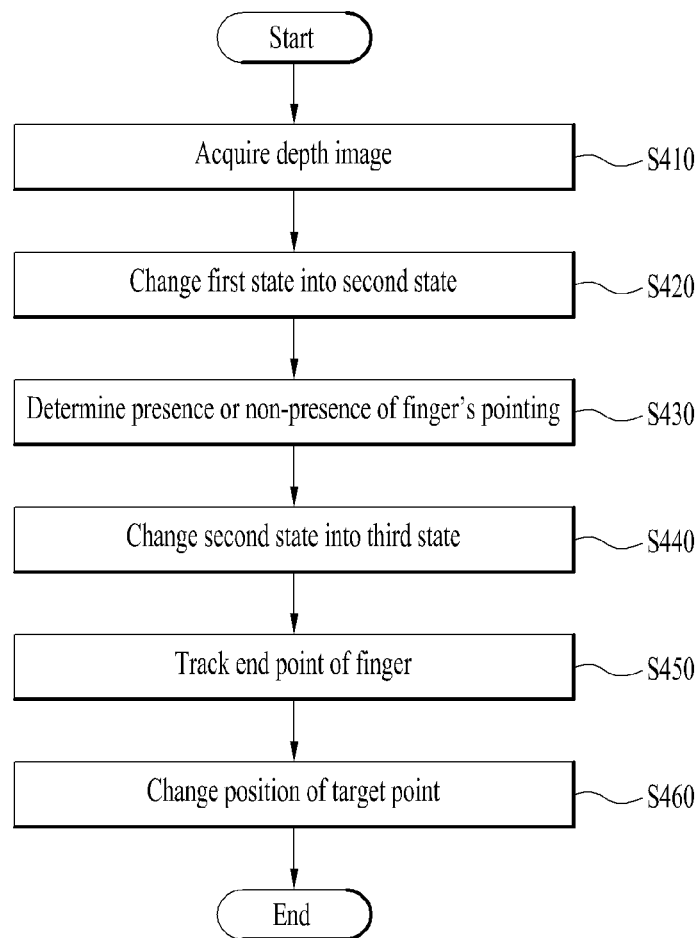 Start
Acquire depth image
S410
Change first state into second state
S420
Determine presence or non-presence of finger's pointing
S430
Change second state into third state
S440
Track end point of finger
S450
Change position of target point
S460
End